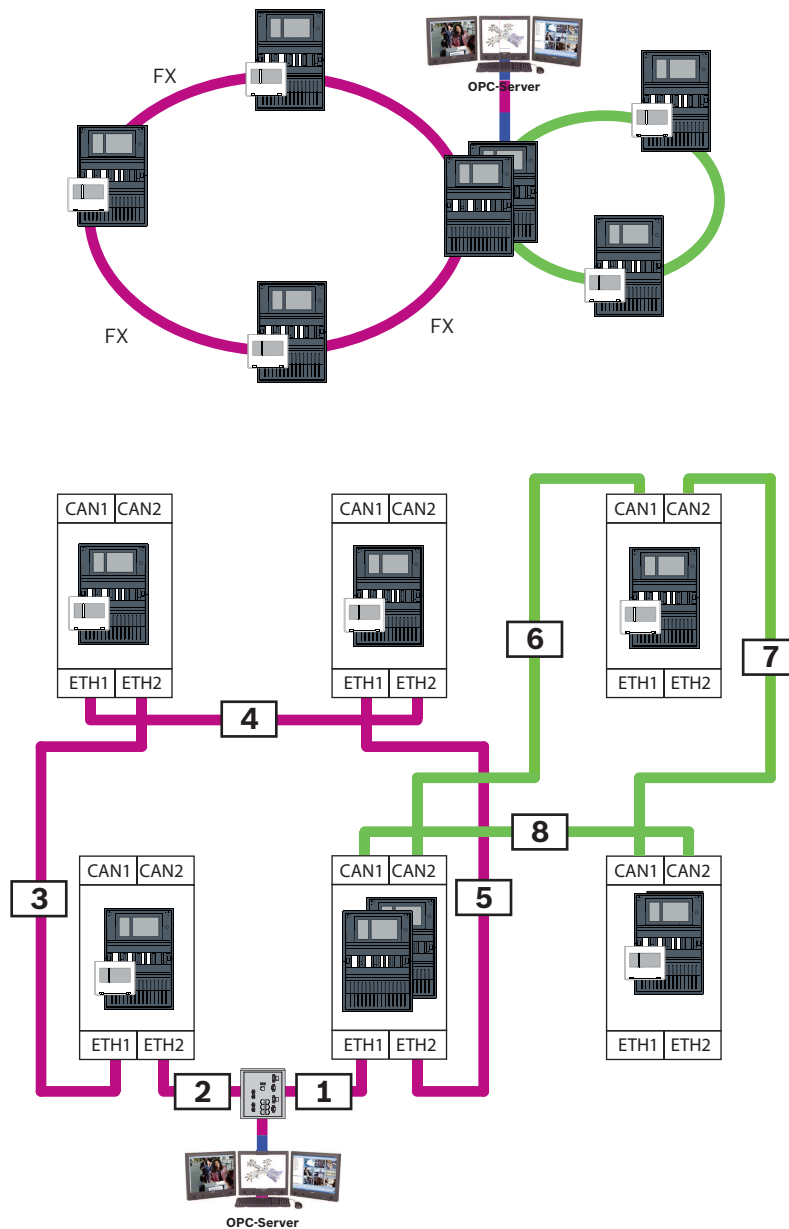 FX
OPC-Server
FX
FX
CAN1 CAN2
CAN1 CAN2
CAN1 CAN2
6
7
ETH1 ETH2
ETH1 ETH2
ETH1 ETH2
4
8
CAN1 CAN2
CAN1 CAN2
CAN1 CAN2
3
5
ETH1 ETH2
ETH1 ETH2
ETH1 ETH2
2
1
OPC-Server